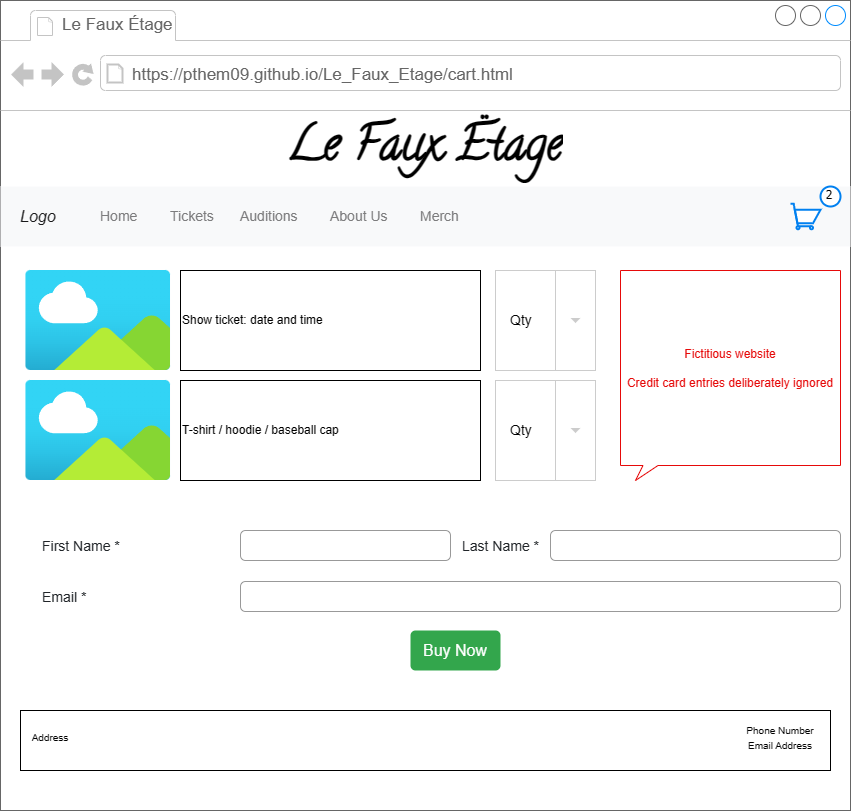 Le Faux Étage
https://pthem09.github.io/Le_Faux_Etage/cart.html
Le Faux Ëtage
Logo Home Tickets Auditions About Us Merch 2
Show ticket: date and time
Qty
Fictitious website
Credit card entries deliberately ignored
T-shirt / hoodie / baseball cap
Qty
First Name * Last Name *
Email *
Buy Now
Address
Phone Number
Email Address